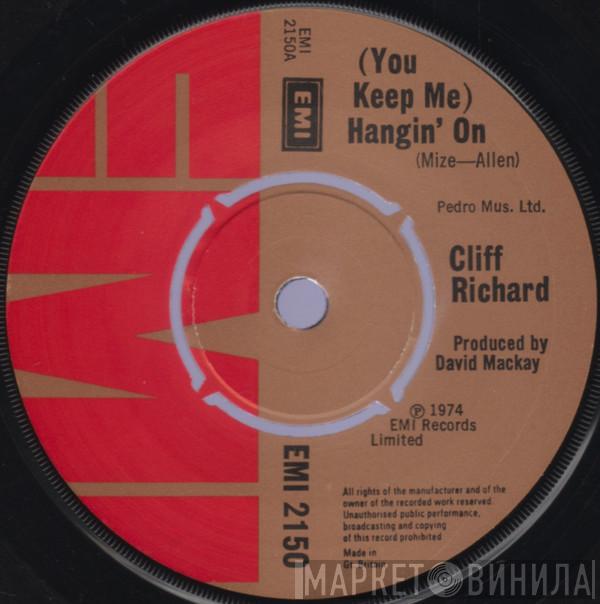 EMI
2150A
EMI
(You
Keep Me)
Hangin' On
(Mize—Allen)
Pedro Mus. Ltd.
Cliff
Richard
Produced by
David Mackay
℗ 1974
EMI Records
Limited
EMI 2150
All rights of the manufacturer and of the
owner of the recorded work reserved.
Unauthorised public performance,
broadcasting and copying
of this record prohibited
Made in
Gt. Britain
МАРКЕТ ВИНИЛА